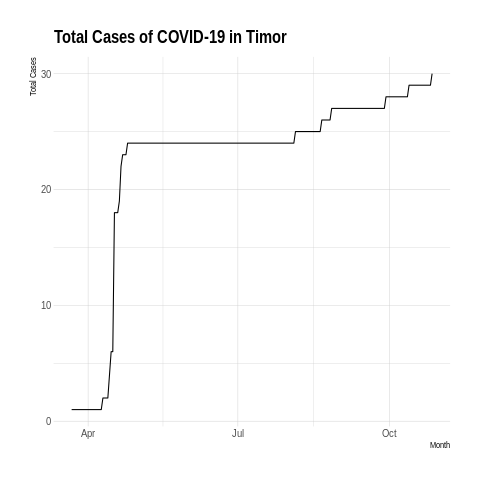 Total Cases of COVID-19 in Timor
Total Cases
30
20
10
0
Apr
Jul
Oct
Month